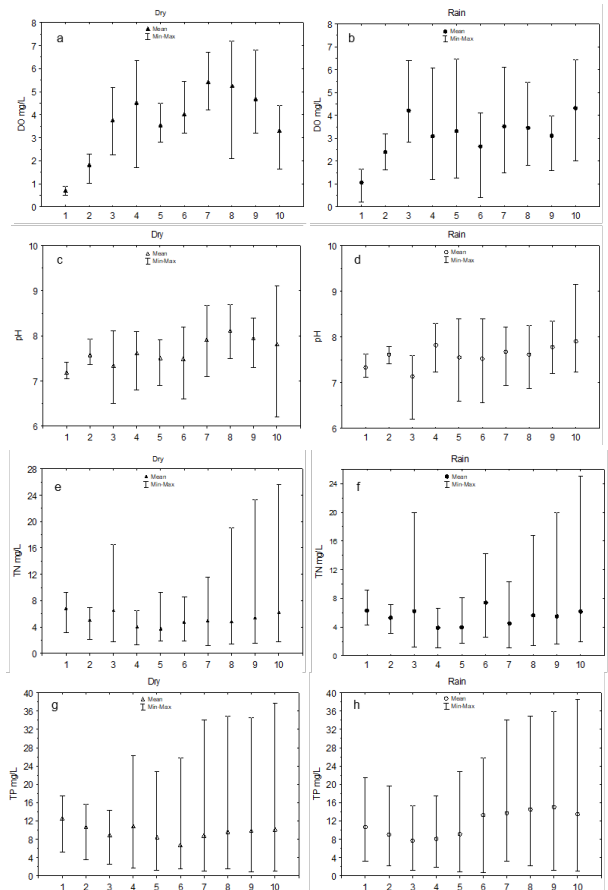 Dry
a
Mean
Min-Max
DO mg/L
8
7
6
5
4
3
2
1
0
1 2 3 4 5 6 7 8 9 10
Rain
b
Mean
Min-Max
DO mg/L
8
7
6
5
4
3
2
1
0
1 2 3 4 5 6 7 8 9 10
Dry
c
Mean
Min-Max
pH
10
9
8
7
6
1 2 3 4 5 6 7 8 9 10
Rain
d
Mean
Min-Max
pH
10
9
8
7
6
1 2 3 4 5 6 7 8 9 10
Dry
e
Mean
Min-Max
TN mg/L
28
24
20
16
12
8
4
0
1 2 3 4 5 6 7 8 9 10
Rain
f
Mean
Min-Max
TN mg/L
24
20
16
12
8
4
0
1 2 3 4 5 6 7 8 9 10
Dry
g
Mean
Min-Max
TP mg/L
40
36
32
28
24
20
16
12
8
4
0
1 2 3 4 5 6 7 8 9 10
Rain
h
Mean
Min-Max
TP mg/L
40
36
32
28
24
20
16
12
8
4
0
1 2 3 4 5 6 7 8 9 10